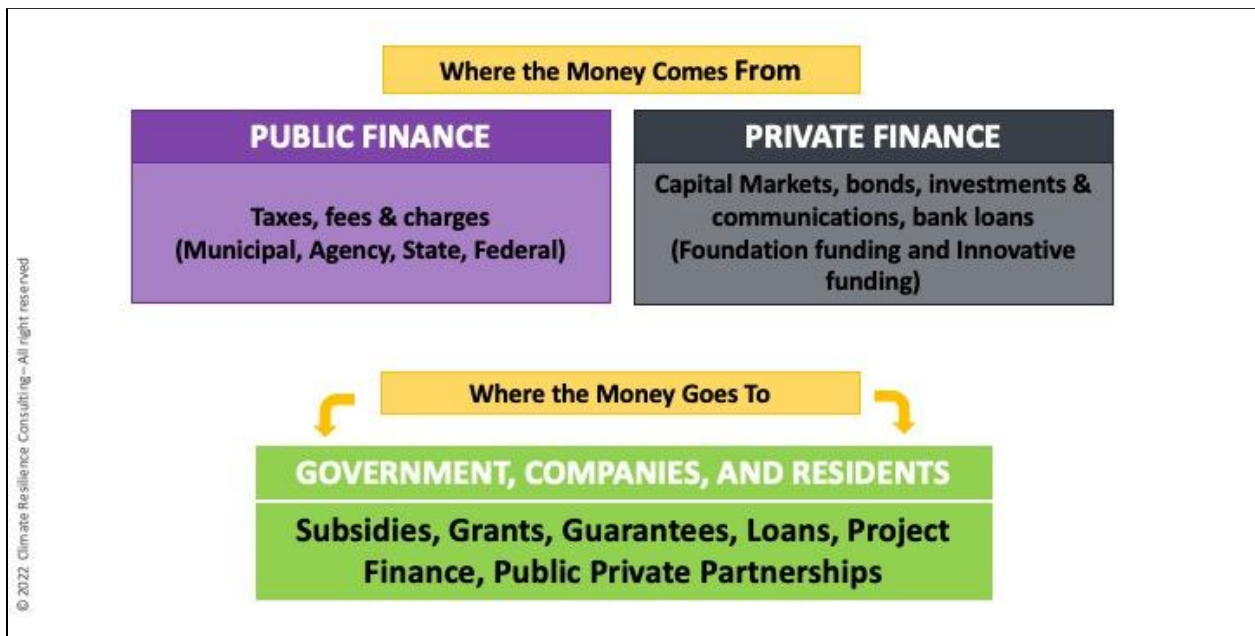 Where the Money Comes From
PUBLIC FINANCE
Taxes, fees & charges
(Municipal, Agency, State, Federal)
PRIVATE FINANCE
Capital Markets, bonds, investments &
communications, bank loans
(Foundation funding and Innovative
funding)
Where the Money Goes To
GOVERNMENT, COMPANIES, AND RESIDENTS
Subsidies, Grants, Guarantees, Loans, Project
Finance, Public Private Partnerships
© 2022 Climate Resilience Consulting – All right reserved